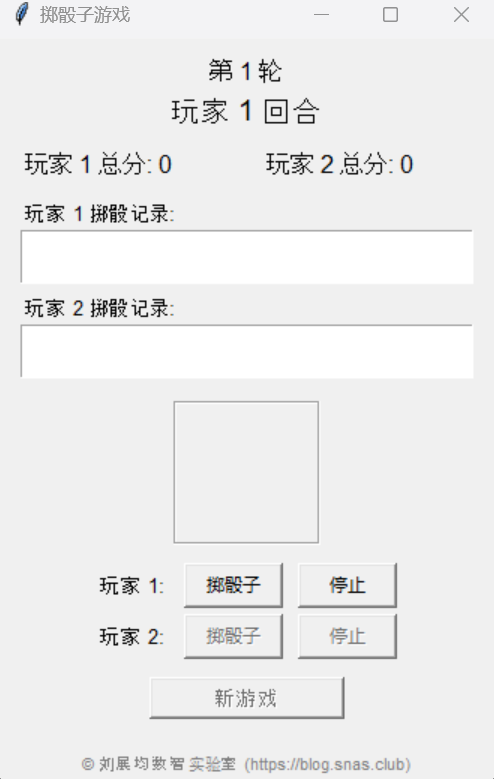 掷骰子游戏
第 1 轮
玩家 1 回合
玩家 1 总分: 0 玩家 2 总分: 0
玩家 1 掷骰记录:
玩家 2 掷骰记录:
玩家 1: 掷骰子 停止
玩家 2: 掷骰子 停止
新游戏
© 刘展均数智 实验室 (https://blog.snas.club)